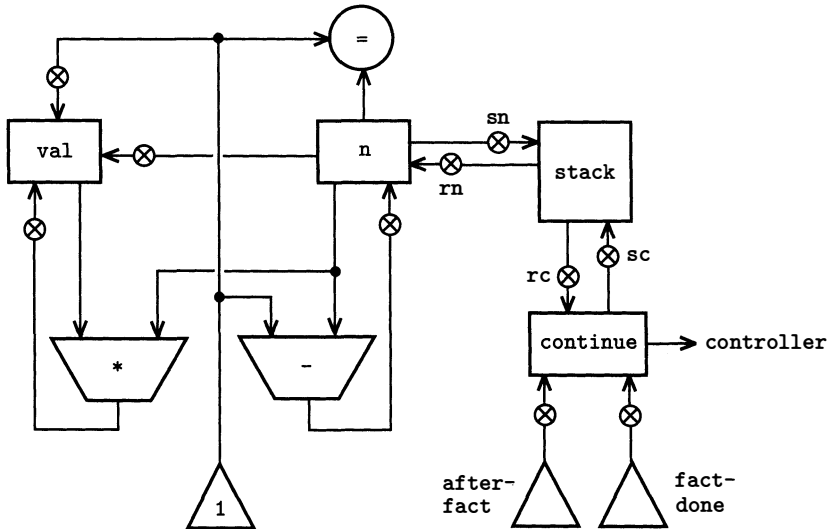 =
sn
val
n
stack
rn
rc
sc
continue
controller
*
-
after-
fact
fact-
done
1